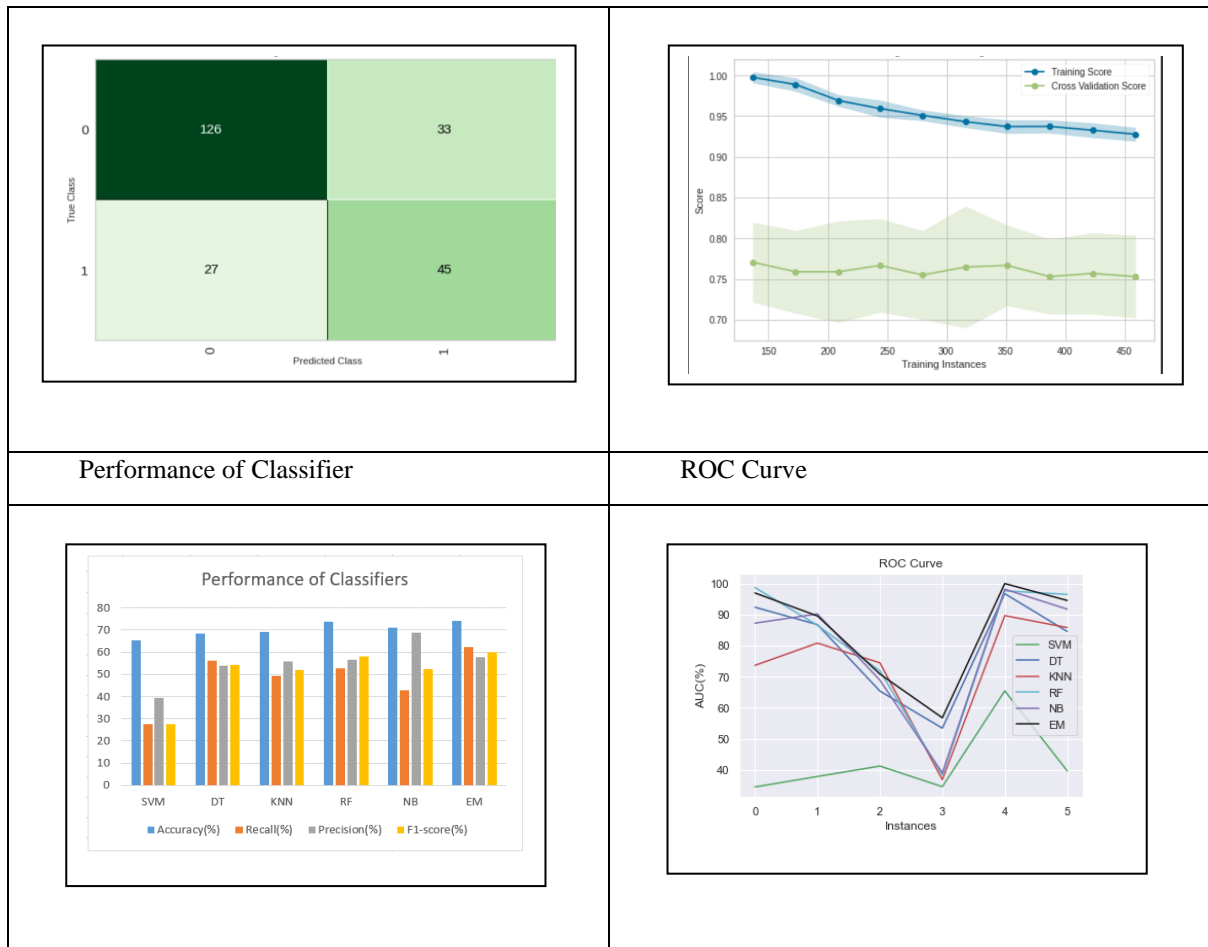 0
126
33
True Class
1
27
45
0
1
Predicted Class
Training Score
Cross Validation Score
1.00
0.95
0.90
0.85
0.80
0.75
0.70
Score
150 200 250 300 350 400 450
Training Instances
Performance of Classifier
ROC Curve
Performance of Classifiers
80
70
60
50
40
30
20
10
0
SVM DT KNN RF NB EM
Accuracy(%) Recall(%) Precision(%) F1-score(%)
ROC Curve
100
90
80
70
60
50
40
AUC(%)
SVM
DT
KNN
RF
NB
EM
0 1 2 3 4 5
Instances